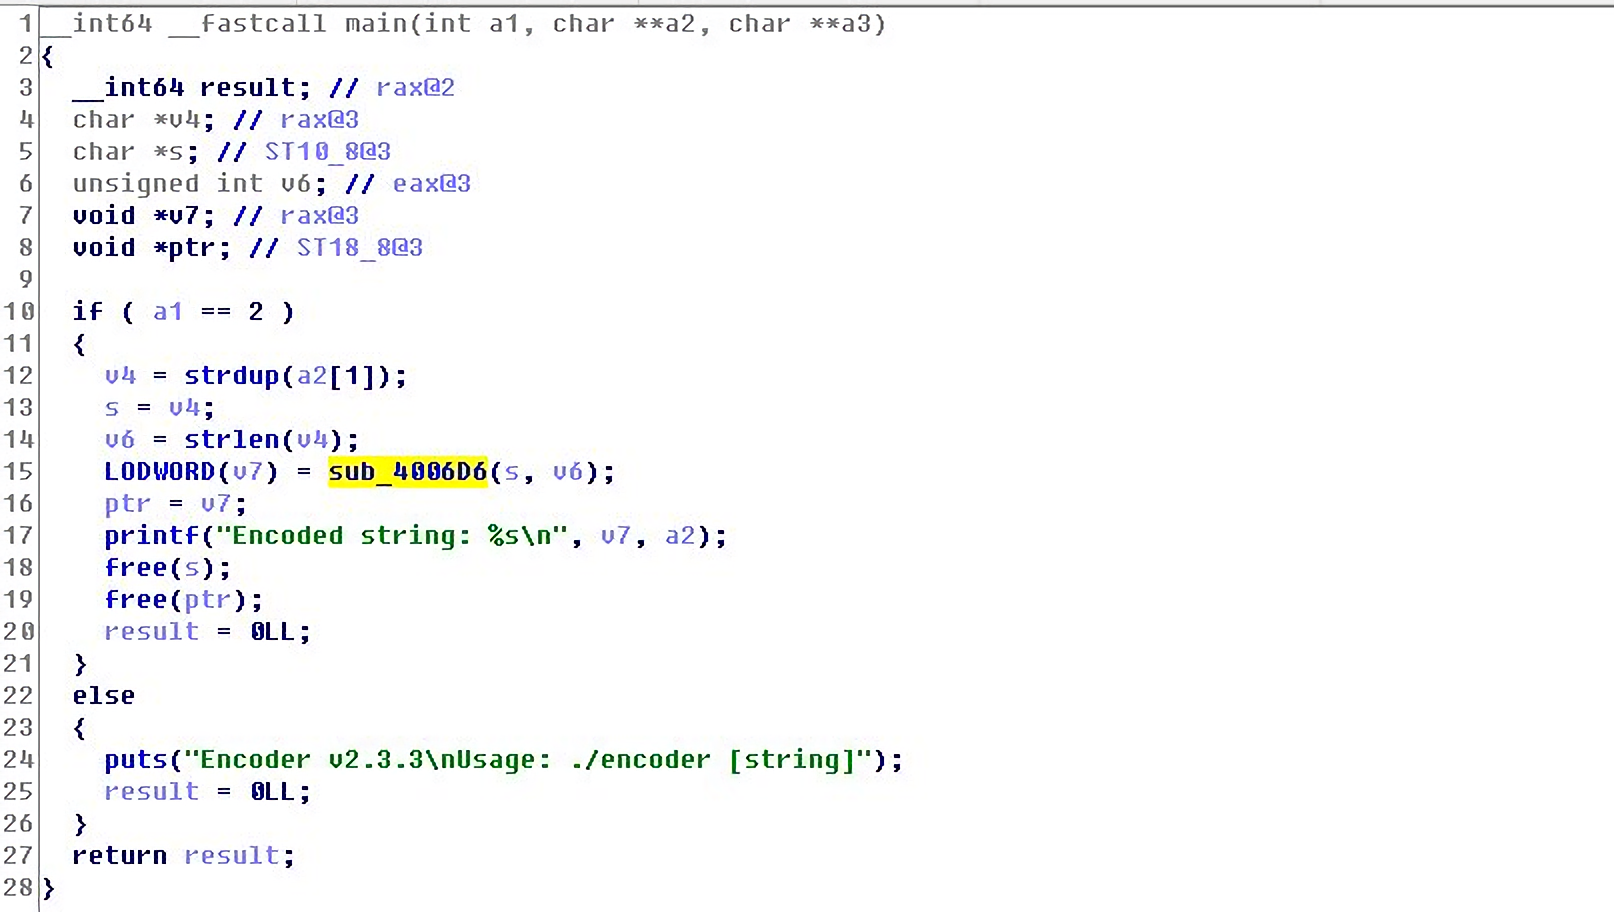 1 __int64 __fastcall main(int a1, char **a2, char **a3)
2 {
3   __int64 result; // rax@2
4   char *v4; // rax@3
5   char *s; // ST10_8@3
6   unsigned int v6; // eax@3
7   void *v7; // rax@3
8   void *ptr; // ST18_8@3
9
10   if ( a1 == 2 )
11   {
12     v4 = strdup(a2[1]);
13     s = v4;
14     v6 = strlen(v4);
15     LODWORD(v7) = sub_4006D6(s, v6);
16     ptr = v7;
17     printf("Encoded string: %s\n", v7, a2);
18     free(s);
19     free(ptr);
20     result = 0LL;
21   }
22   else
23   {
24     puts("Encoder v2.3.3\nUsage: ./encoder [string]");
25     result = 0LL;
26   }
27   return result;
28 }